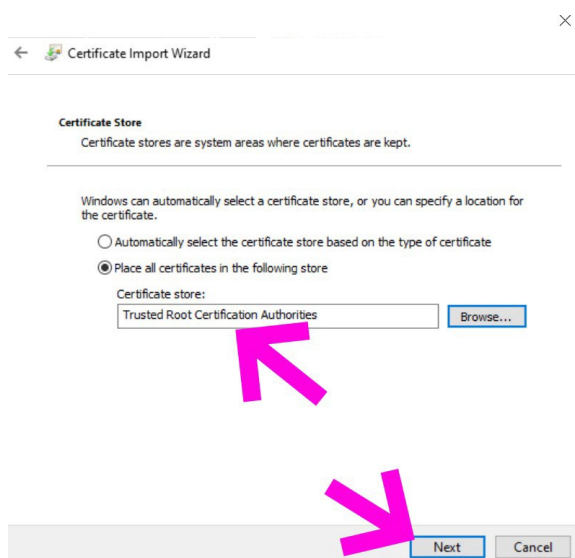 Certificate Import Wizard
Certificate Store
Certificate stores are system areas where certificates are kept.
Windows can automatically select a certificate store, or you can specify a location for
the certificate.
Automatically select the certificate store based on the type of certificate
Place all certificates in the following store
Certificate store:
Trusted Root Certification Authorities
Browse...
Next
Cancel